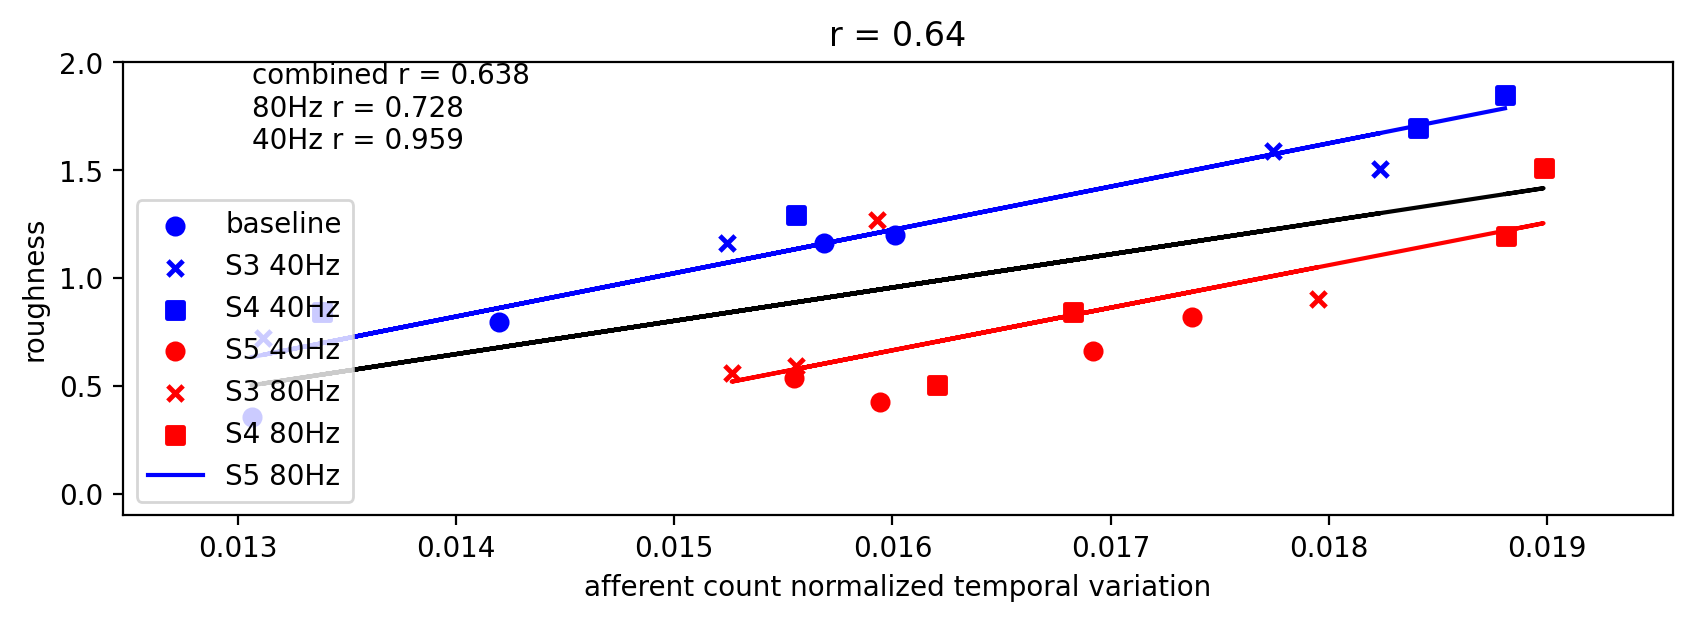 r = 0.64
combined r = 0.638
80Hz r = 0.728
40Hz r = 0.959
roughness
2.0
1.5
1.0
0.5
0.0
baseline
S3 40Hz
S4 40Hz
S5 40Hz
S3 80Hz
S4 80Hz
S5 80Hz
0.013 0.014 0.015 0.016 0.017 0.018 0.019
afferent count normalized temporal variation